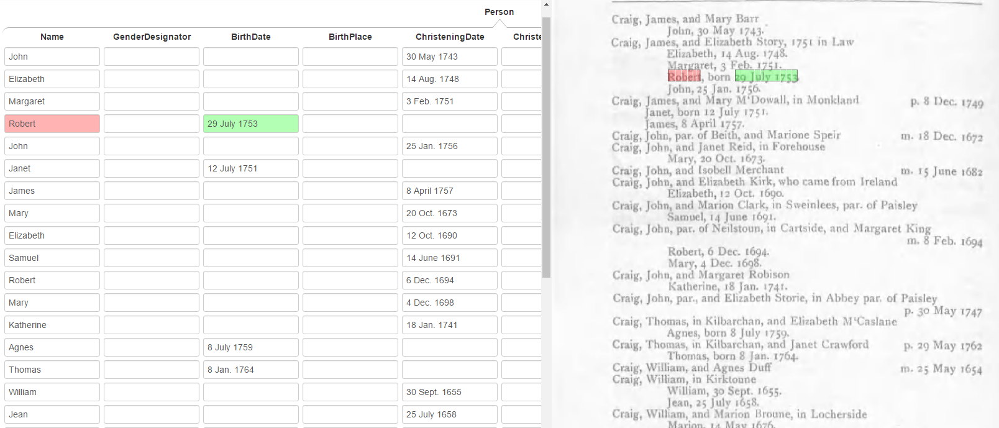 Person
Name GenderDesignator BirthDate BirthPlace ChristeningDate Christe
John 30 May 1743
Elizabeth 14 Aug. 1748
Margaret 3 Feb. 1751
Robert 29 July 1753
John 25 Jan. 1756
Janet 12 July 1751
James 8 April 1757
Mary 20 Oct. 1673
Elizabeth 12 Oct. 1690
Samuel 14 June 1691
Robert 6 Dec. 1694
Mary 4 Dec. 1698
Katherine 18 Jan. 1741
Agnes 8 July 1759
Thomas 8 Jan. 1764
William 30 Sept. 1655
Jean 25 July 1658
Craig, James, and Mary Barr
John, 30 May 1743.
Craig, James, and Elizabeth Story, 1751 in Law
Elizabeth, 14 Aug. 1748.
Margaret, 3 Feb. 1751.
Robert, born 29 July 1753.
John, 25 Jan. 1756.
Craig, James, and Mary M'Dowall, in Monkland p. 8 Dec. 1749
Janet, born 12 July 1751.
James, 8 April 1757.
Craig, John, par. of Beith, and Marione Speir m. 18 Dec. 1672
Craig, John, and Janet Reid, in Forehouse
Mary, 20 Oct. 1673.
Craig, John, and Isobell Merchant m. 15 June 1682
Craig, John, and Elizabeth Kirk, who came from Ireland
Elizabeth, 12 Oct. 1690.
Craig, John, and Marion Clark, in Sweinlees, par. of Paisley
Samuel, 14 June 1691.
Craig, John, par. of Neilstoun, in Cartside, and Margaret King
m. 8 Feb. 1694
Robert, 6 Dec. 1694.
Mary, 4 Dec. 1698.
Craig, John, and Margaret Robison
Katherine, 18 Jan. 1741.
Craig, John, par., and Elizabeth Storie, in Abbey par. of Paisley
p. 30 May 1747
Craig, Thomas, in Kilbarchan, and Elizabeth M'Caslane
Agnes, born 8 July 1759.
Craig, Thomas, in Kilbarchan, and Janet Crawford p. 29 May 1762
Thomas, born 8 Jan. 1764.
Craig, William, and Agnes Duff m. 25 May 1654
Craig, William, in Kirktoune
William, 30 Sept. 1655.
Jean, 25 July 1658.
Craig, William, and Marion Broune, in Locherside
Marion, 14 May 1676.